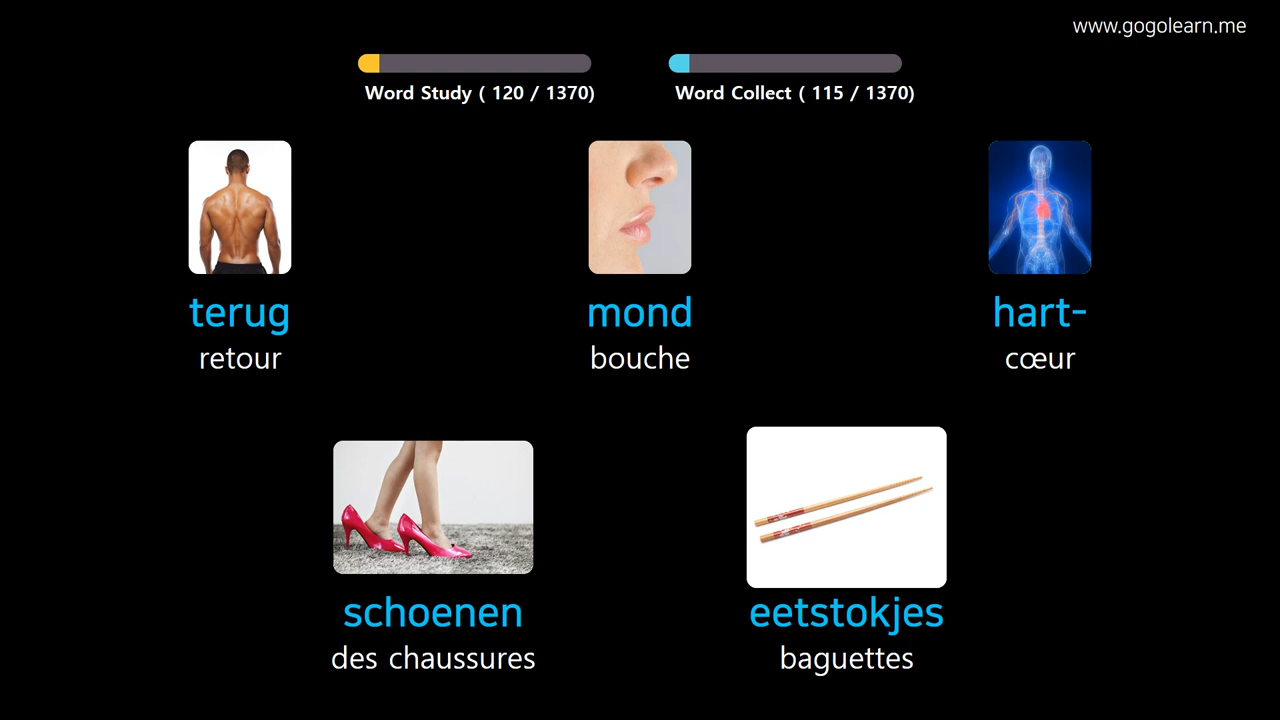 www.gogolearn.me
Word Study ( 120 / 1370)
Word Collect ( 115 / 1370)
terug
retour
mond
bouche
hart-
cœur
schoenen
des chaussures
eetstokjes
baguettes